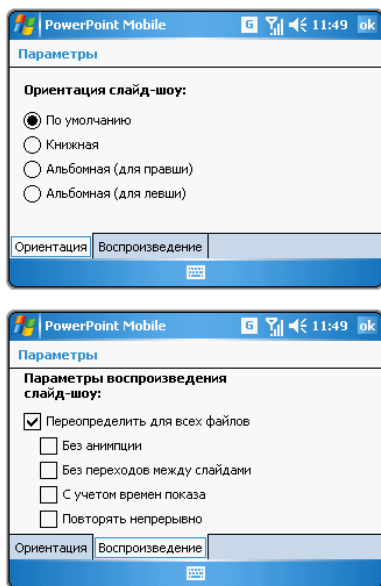 PowerPoint Mobile G 11:49 ok
Параметры
Ориентация слайд-шоу:
По умолчанию
Книжная
Альбомная (для правши)
Альбомная (для левши)
Ориентация Воспроизведение
PowerPoint Mobile G 11:49 ok
Параметры
Параметры воспроизведения
слайд-шоу:
Переопределить для всех файлов
Без анимпции
Без переходов между слайдами
С учетом времен показа
Повторять непрерывно
Ориентация Воспроизведение